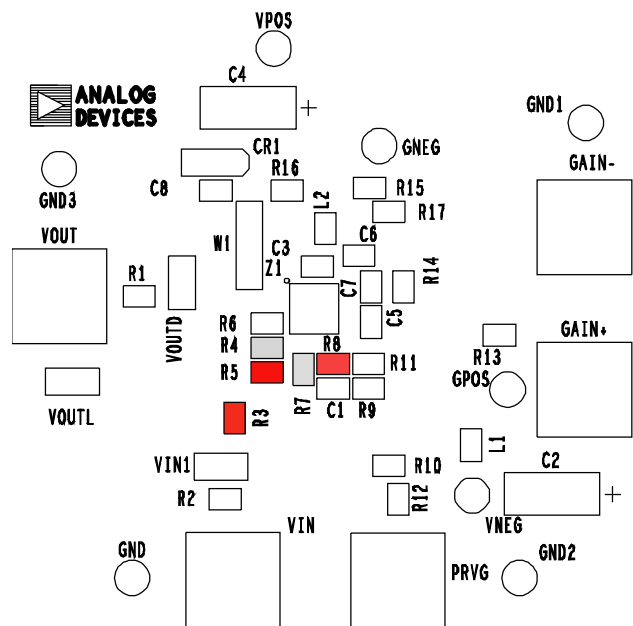 VPOS
C4
ANALOG
DEVICES
GND1
CR1
GNEG
GAIN-
C8
R16
R15
GND3
L2
R17
VOUT
W1
C3
C6
Z1
R1
C7
R14
VOUTD
R6
C5
GAIN+
R4
R8
R13
R5
R11
GPOS
R7
C1
R9
VOUTL
R3
L1
VIN1
R10
C2
R2
R12
VIN
VNEG
GND
PRVG
GND2